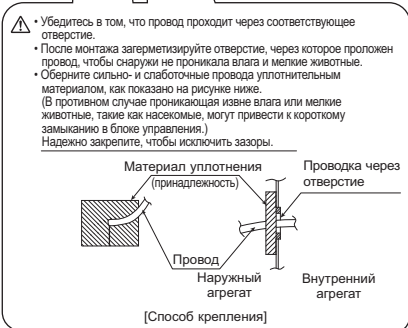 • Убедитесь в том, что провод проходит через соответствующее
отверстие.
• После монтажа загерметизируйте отверстие, через которое проложен
провод, чтобы снаружи не проникала влага и мелкие животные.
• Оберните сильно- и слаботочные провода уплотнительным
материалом, как показано на рисунке ниже.
(В противном случае проникающая извне влага или мелкие
животные, такие как насекомые, могут привести к короткому
замыканию в блоке управления.)
Надежно закрепите, чтобы исключить зазоры.
Материал уплотнения
(принадлежность)
Проводка через
отверстие
Провод
Наружный
агрегат
Внутренний
агрегат
[Способ крепления]